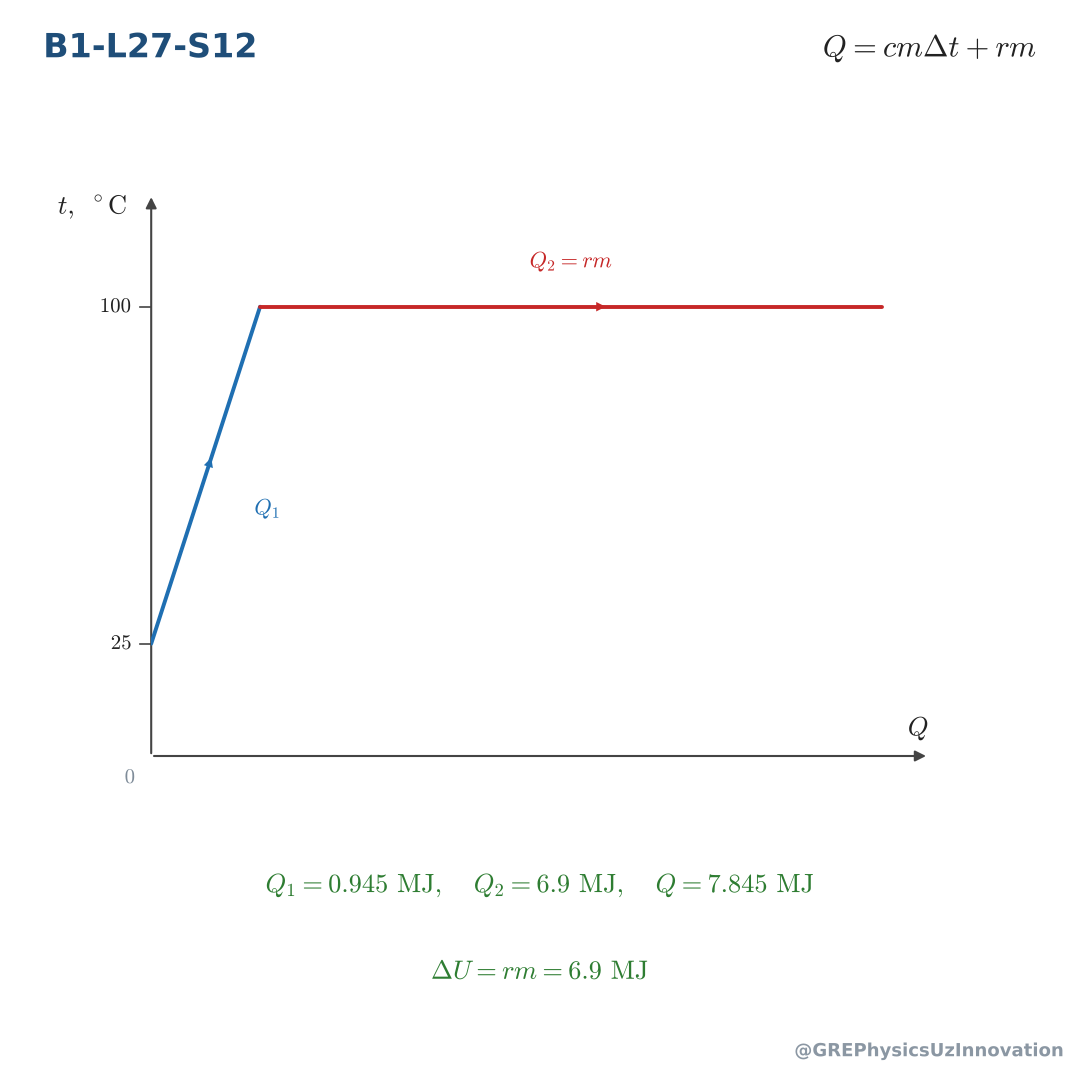 B1-L27-S12
Q = cmΔt + rm
t, °C
Q₂ = rm
100
Q₁
25
Q
0
Q₁ = 0.945 MJ, Q₂ = 6.9 MJ, Q = 7.845 MJ
ΔU = rm = 6.9 MJ
@GREPhysicsUzInnovation